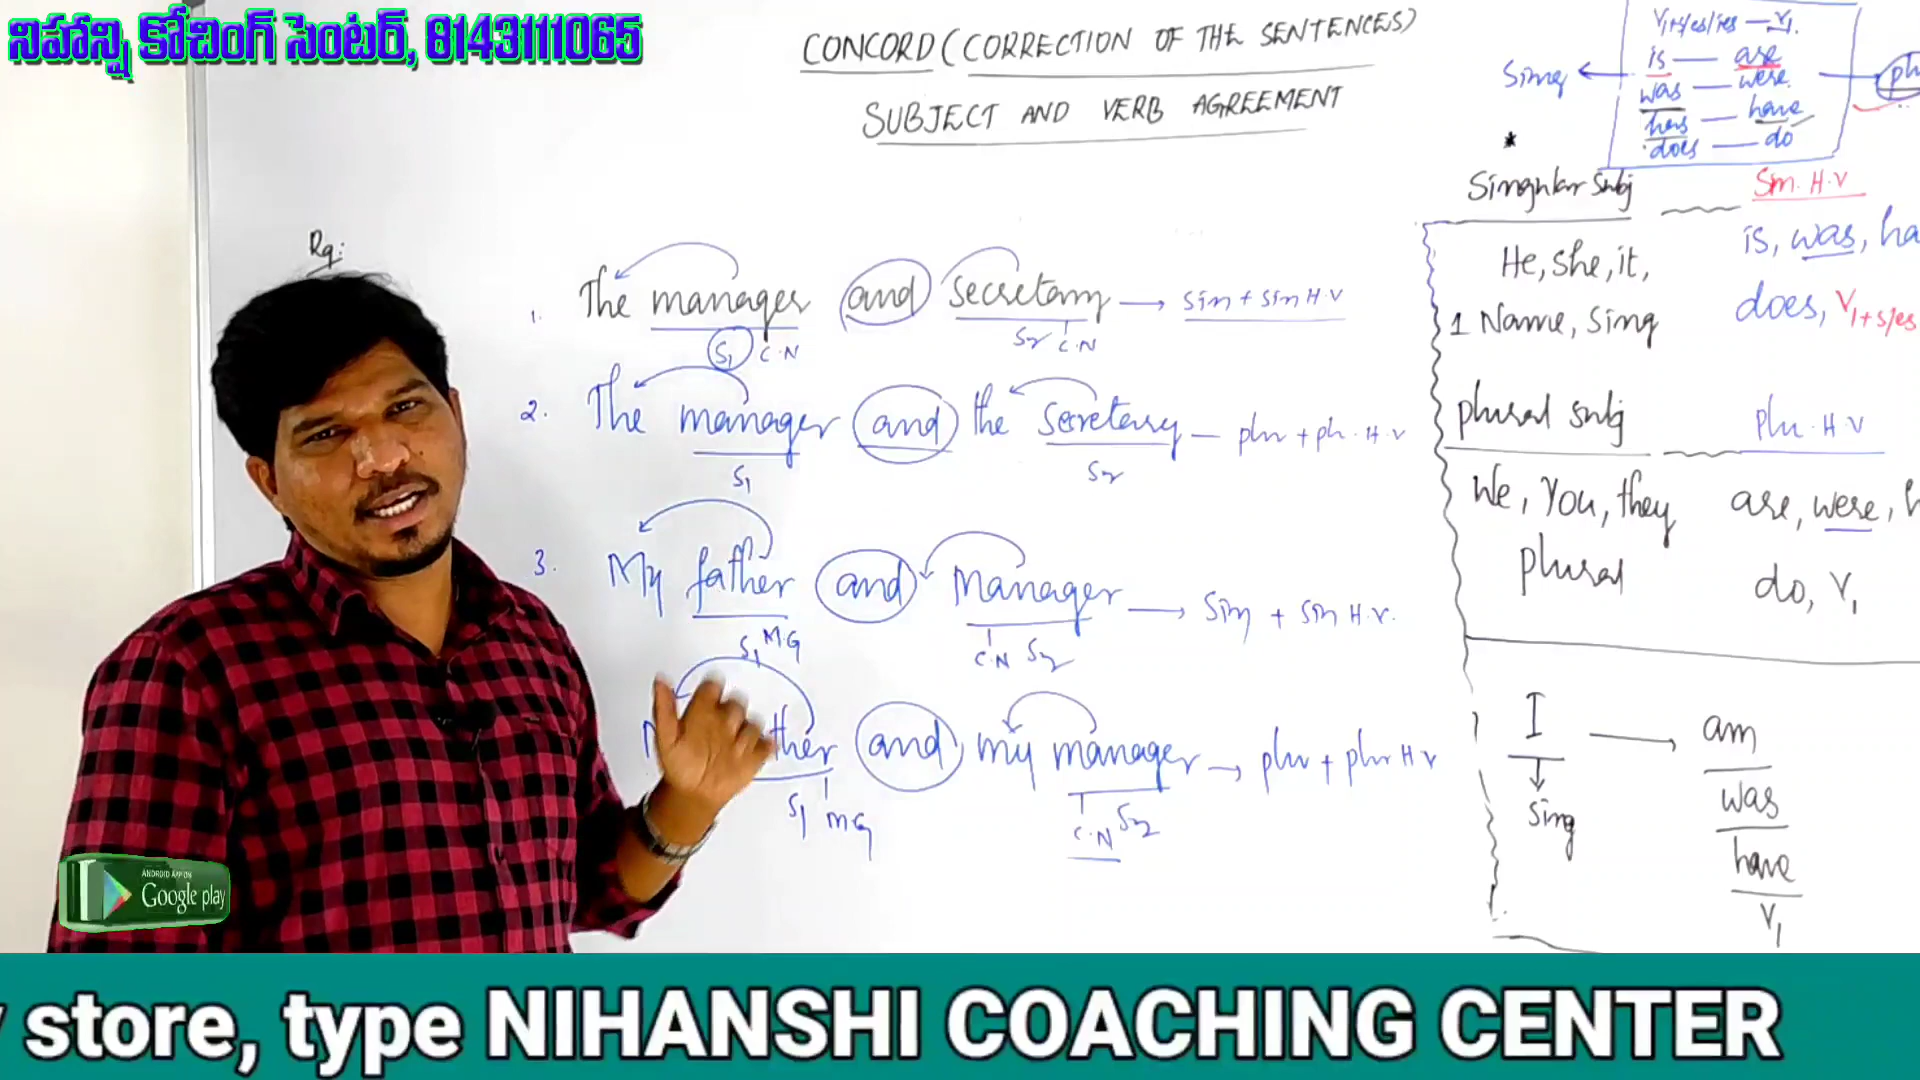 నిహాన్షి కోచింగ్ సెంటర్, 8143111065
CONCORD (CORRECTION OF THE SENTENCES)
SUBJECT AND VERB AGREEMENT
V1+s/es/ies — V1.
is — are
was — were
has — have
does — do
Sing
Singular Subj
He, she, it,
1 Name, Sing
is, was, ha
does, V1+s/es
plural subj
plu. H.V
We, You, they
plural
are, were, h
do, V1
I
Sing
am
was
have
V1
1. The manager and secretary → sin + sin H.V
S1 C.N S2 C.N
2. The manager and the secretary — plu + plu. H.V
S1 S2
3. My father and Manager → Sin + Sin H.V.
S1 M.G C.N S2
ther and my manager → plu + plu H.V
S1 M.G C.N S2
ANDROID APP ON
Google play
store, type NIHANSHI COACHING CENTER